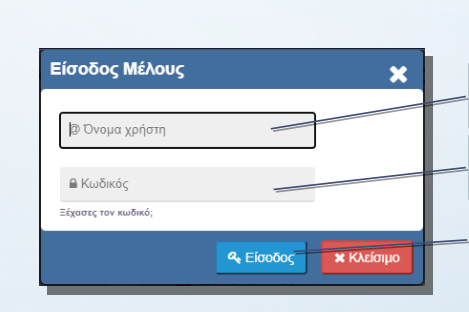 Είσοδος Μέλους
@ Όνομα χρήστη
Κωδικός
Ξέχασες τον κωδικό;
Είσοδος
Κλείσιμο